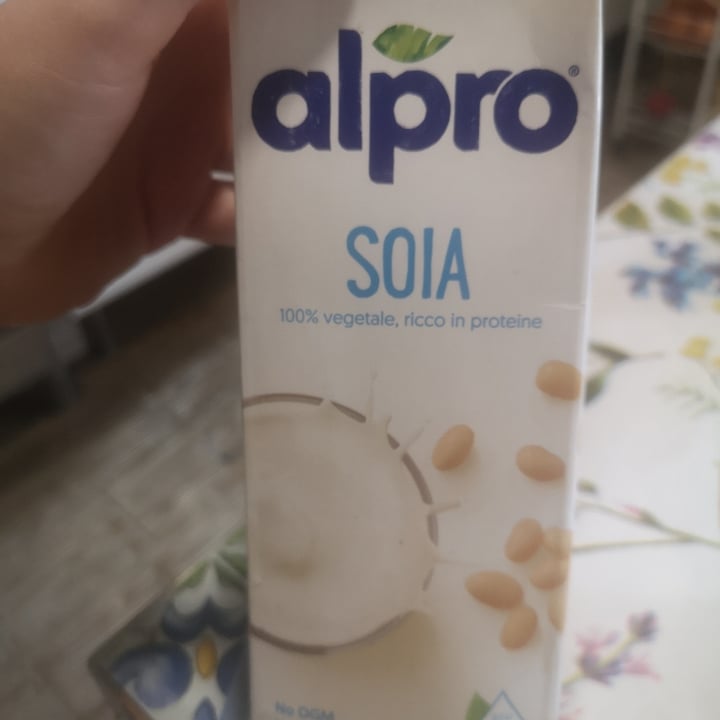 alpro®
SOIA
100% vegetale, ricco in proteine
No OGM